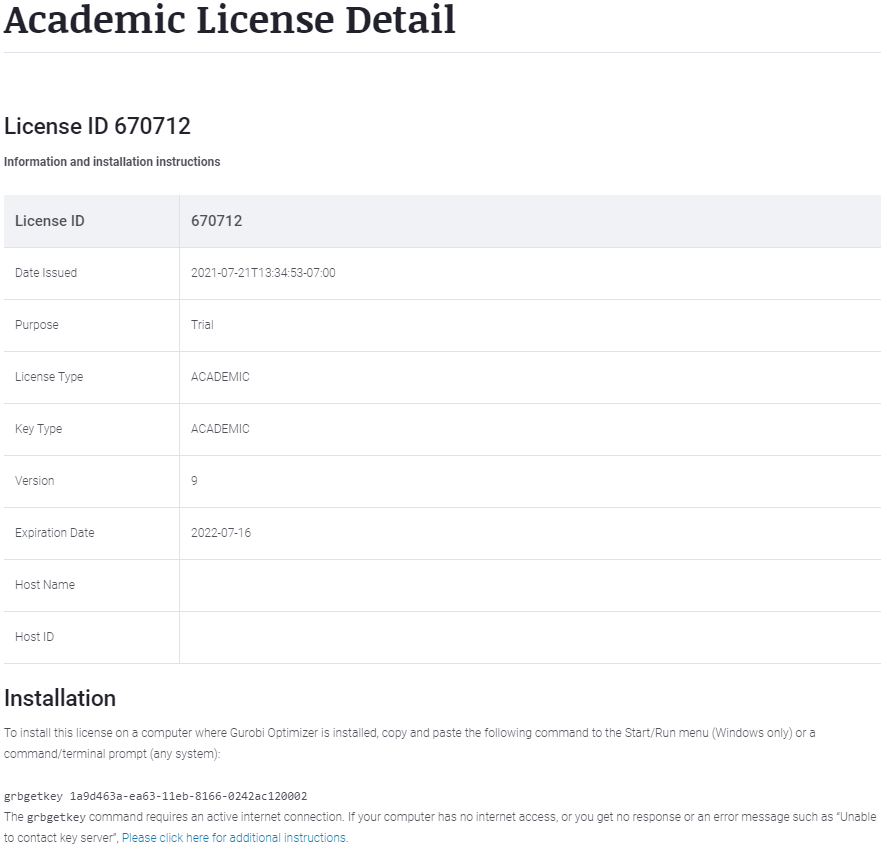 Academic License Detail
License ID 670712
Information and installation instructions
License ID 670712
Date Issued 2021-07-21T13:34:53-07:00
Purpose Trial
License Type ACADEMIC
Key Type ACADEMIC
Version 9
Expiration Date 2022-07-16
Host Name
Host ID
Installation
To install this license on a computer where Gurobi Optimizer is installed, copy and paste the following command to the Start/Run menu (Windows only) or a
command/terminal prompt (any system):
grbgetkey 1a9d463a-ea63-11eb-8166-0242ac120002
The grbgetkey command requires an active internet connection. If your computer has no internet access, or you get no response or an error message such as “Unable
to contact key server”, Please click here for additional instructions.